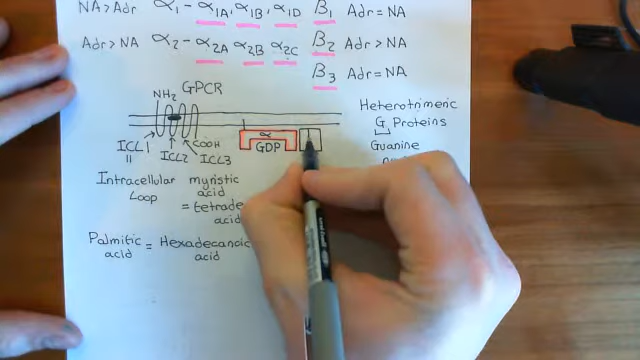 NA > Adr α₁ - α₁A, α₁B, α₁D β₁ Adr = NA
Adr > NA α₂ - α₂A α₂B α₂C β₂ Adr > NA
β₃ Adr = NA
GPCR
NH₂
Heterotrimeric
G Proteins
Guanine
ICL1
ICL2
COOH
ICL3
α
GDP
Intracellular
Loop
myristic
acid
= tetrade
acid
Palmitic
acid
= Hexadecanoic
acid